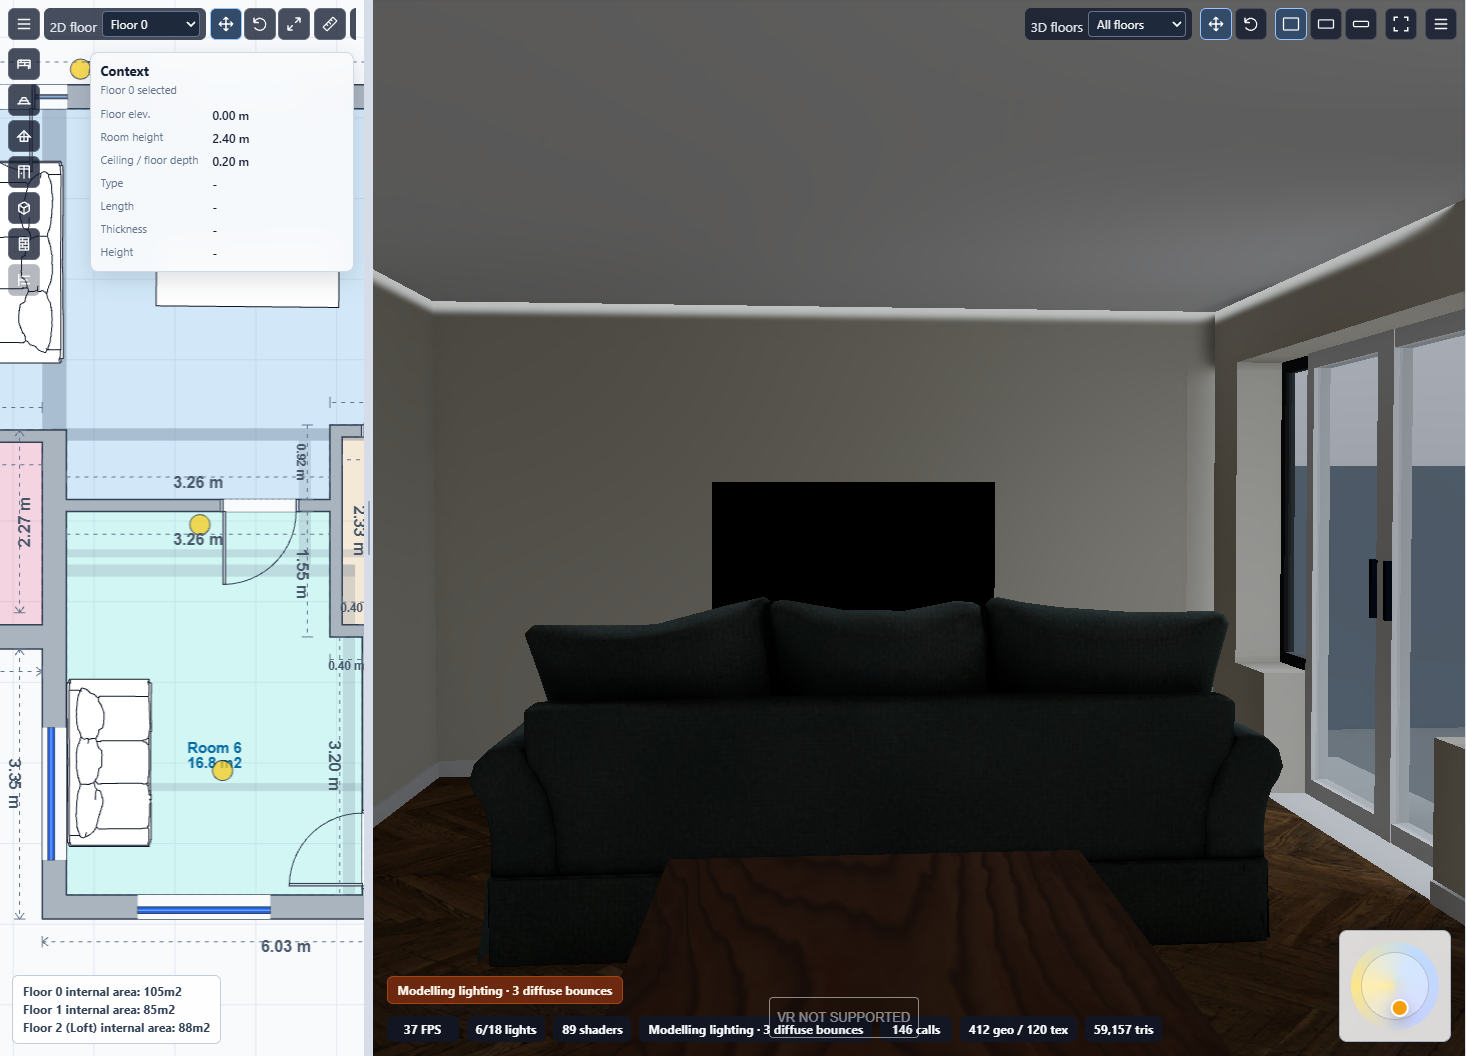 2D floor
Floor 0
3D floors
All floors
Context
Floor 0 selected
Floor elev. 0.00 m
Room height 2.40 m
Ceiling / floor depth 0.20 m
Type -
Length -
Thickness -
Height -
0.92 m
3.26 m
2.27 m
3.26 m
2.33 m
1.55 m
0.40
0.40 m
Room 6
16.8 m2
3.20 m
3.35 m
6.03 m
Floor 0 internal area: 105m2
Floor 1 internal area: 85m2
Floor 2 (Loft) internal area: 88m2
Modelling lighting · 3 diffuse bounces
VR NOT SUPPORTED
37 FPS
6/18 lights
89 shaders
Modelling lighting · 3 diffuse bounces
146 calls
412 geo / 120 tex
59,157 tris